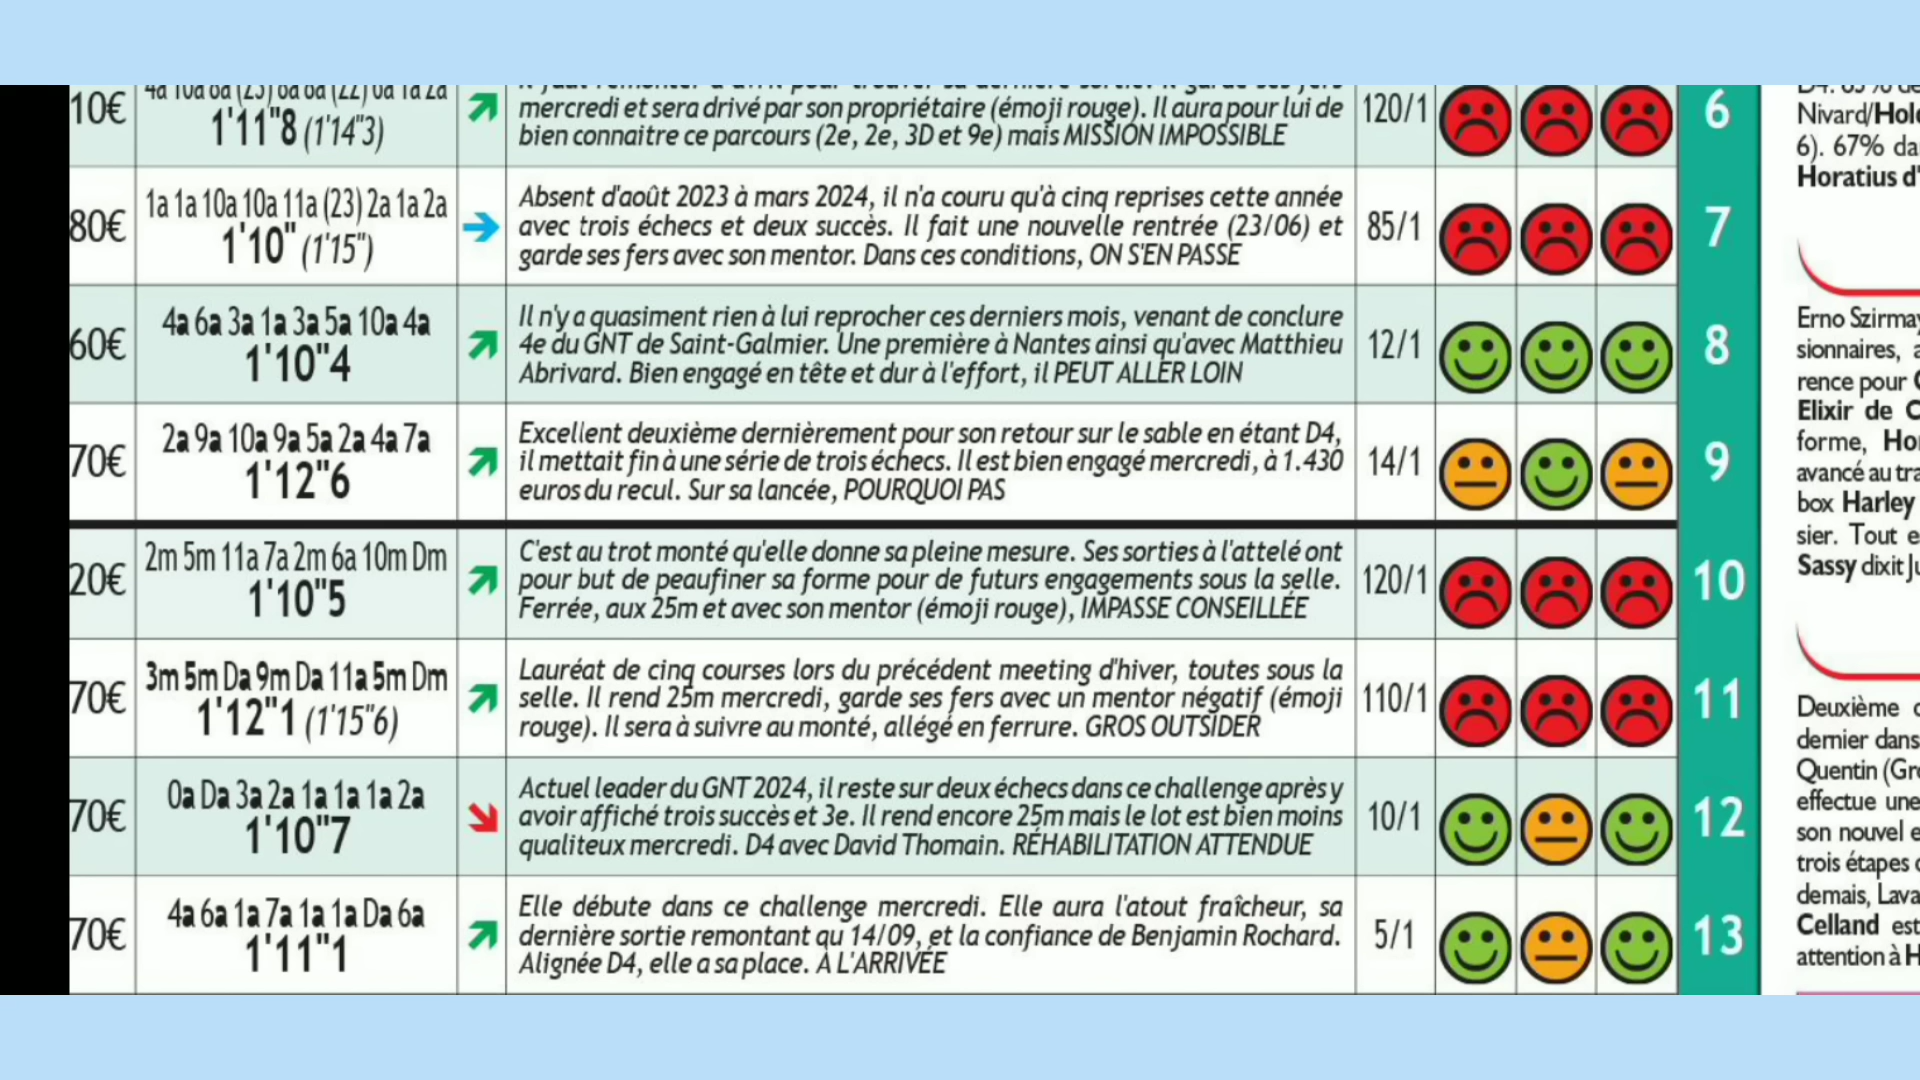 10€
4a 10a 0a (23) 0a 0a (22) 0a 1a 2a
1'11"8 (1'14"3)
mercredi et sera drivé par son propriétaire (émoji rouge). Il aura pour lui de
bien connaitre ce parcours (2e, 2e, 3D et 9e) mais MISSION IMPOSSIBLE
120/1
6
80€
1a 1a 10a 10a 11a (23) 2a 1a 2a
1'10" (1'15")
Absent d'août 2023 à mars 2024, il n'a couru qu'à cinq reprises cette année
avec trois échecs et deux succès. Il fait une nouvelle rentrée (23/06) et
garde ses fers avec son mentor. Dans ces conditions, ON S'EN PASSE
85/1
7
60€
4a 6a 3a 1a 3a 5a 10a 4a
1'10"4
Il n'y a quasiment rien à lui reprocher ces derniers mois, venant de conclure
4e du GNT de Saint-Galmier. Une première à Nantes ainsi qu'avec Matthieu
Abrivard. Bien engagé en tête et dur à l'effort, il PEUT ALLER LOIN
12/1
8
70€
2a 9a 10a 9a 5a 2a 4a 7a
1'12"6
Excellent deuxième dernièrement pour son retour sur le sable en étant D4,
il mettait fin à une série de trois échecs. Il est bien engagé mercredi, à 1.430
euros du recul. Sur sa lancée, POURQUOI PAS
14/1
9
20€
2m 5m 11a 7a 2m 6a 10m Dm
1'10"5
C'est au trot monté qu'elle donne sa pleine mesure. Ses sorties à l'attelé ont
pour but de peaufiner sa forme pour de futurs engagements sous la selle.
Ferrée, aux 25m et avec son mentor (émoji rouge), IMPASSE CONSEILLÉE
120/1
10
70€
3m 5m Da 9m Da 11a 5m Dm
1'12"1 (1'15"6)
Lauréat de cinq courses lors du précédent meeting d'hiver, toutes sous la
selle. Il rend 25m mercredi, garde ses fers avec un mentor négatif (émoji
rouge). Il sera à suivre au monté, allégé en ferrure. GROS OUTSIDER
110/1
11
70€
0a Da 3a 2a 1a 1a 1a 2a
1'10"7
Actuel leader du GNT 2024, il reste sur deux échecs dans ce challenge après y
avoir affiché trois succès et 3e. Il rend encore 25m mais le lot est bien moins
qualiteux mercredi. D4 avec David Thomain. RÉHABILITATION ATTENDUE
10/1
12
70€
4a 6a 1a 7a 1a 1a Da 6a
1'11"1
Elle débute dans ce challenge mercredi. Elle aura l'atout fraîcheur, sa
dernière sortie remontant au 14/09, et la confiance de Benjamin Rochard.
Alignée D4, elle a sa place. À L'ARRIVÉE
5/1
13
Nivard/Hold
6). 67% da
Horatius d'
Erno Szirmay
sionnaires, a
rence pour C
Elixir de C
forme, Hor
avancé au tra
box Harley
sier. Tout e
Sassy dixit Ju
Deuxième
dernier dans
Quentin (Gr
effectue une
son nouvel e
trois étapes
demais, Lava
Celland est
attention à H